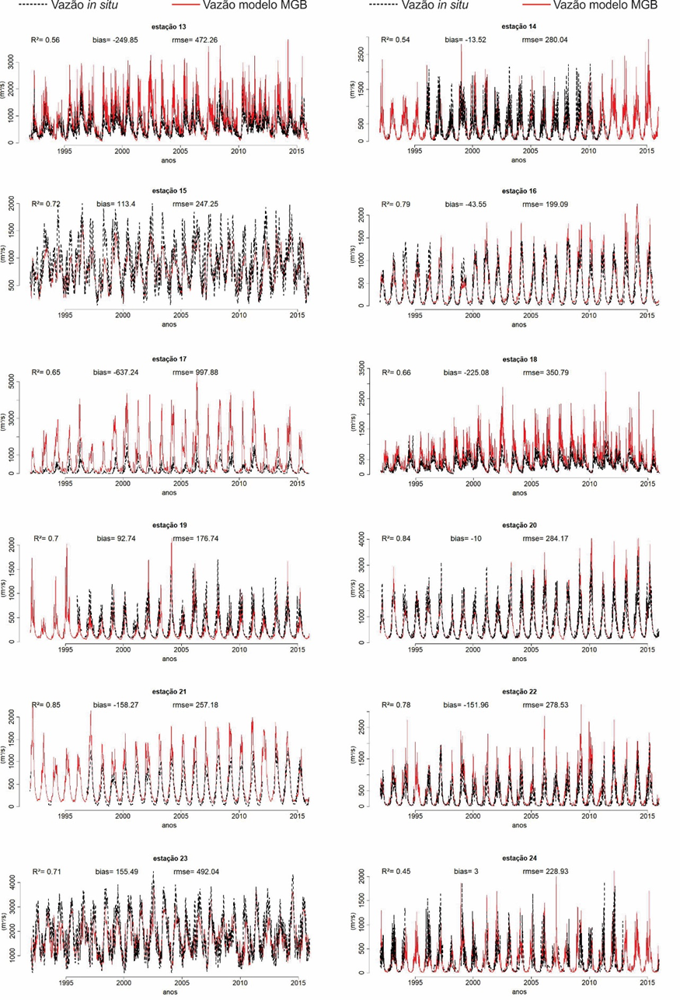 Vazão in situ Vazão modelo MGB Vazão in situ Vazão modelo MGB
estação 13
R²= 0.56 bias= -249.85 rmse= 472.26
(m³/s)
0 1000 2000 3000
1995 2000 2005 2010 2015
anos
estação 14
R²= 0.54 bias= -13.52 rmse= 280.04
(m³/s)
0 500 1500 2500
1995 2000 2005 2010 2015
anos
estação 15
R²= 0.72 bias= 113.4 rmse= 247.25
(m³/s)
500 1000 1500 2000
1995 2000 2005 2010 2015
anos
estação 16
R²= 0.79 bias= -43.55 rmse= 199.09
(m³/s)
0 500 1000 1500 2000
1995 2000 2005 2010 2015
anos
estação 17
R²= 0.65 bias= -637.24 rmse= 997.88
(m³/s)
0 1000 3000 5000
1995 2000 2005 2010 2015
anos
estação 18
R²= 0.66 bias= -225.08 rmse= 350.79
(m³/s)
0 500 1500 2500 3500
1995 2000 2005 2010 2015
anos
estação 19
R²= 0.7 bias= 92.74 rmse= 176.74
(m³/s)
0 500 1000 1500 2000
1995 2000 2005 2010 2015
anos
estação 20
R²= 0.84 bias= -10 rmse= 284.17
(m³/s)
0 1000 2000 3000 4000
1995 2000 2005 2010 2015
anos
estação 21
R²= 0.85 bias= -158.27 rmse= 257.18
(m³/s)
0 500 1000 1500 2000
1995 2000 2005 2010 2015
anos
estação 22
R²= 0.78 bias= -151.96 rmse= 278.53
(m³/s)
0 500 1500 2500
1995 2000 2005 2010 2015
anos
estação 23
R²= 0.71 bias= 155.49 rmse= 492.04
(m³/s)
1000 2000 3000 4000
1995 2000 2005 2010 2015
anos
estação 24
R²= 0.45 bias= 3 rmse= 228.93
(m³/s)
0 500 1000 1500 2000
1995 2000 2005 2010 2015
anos